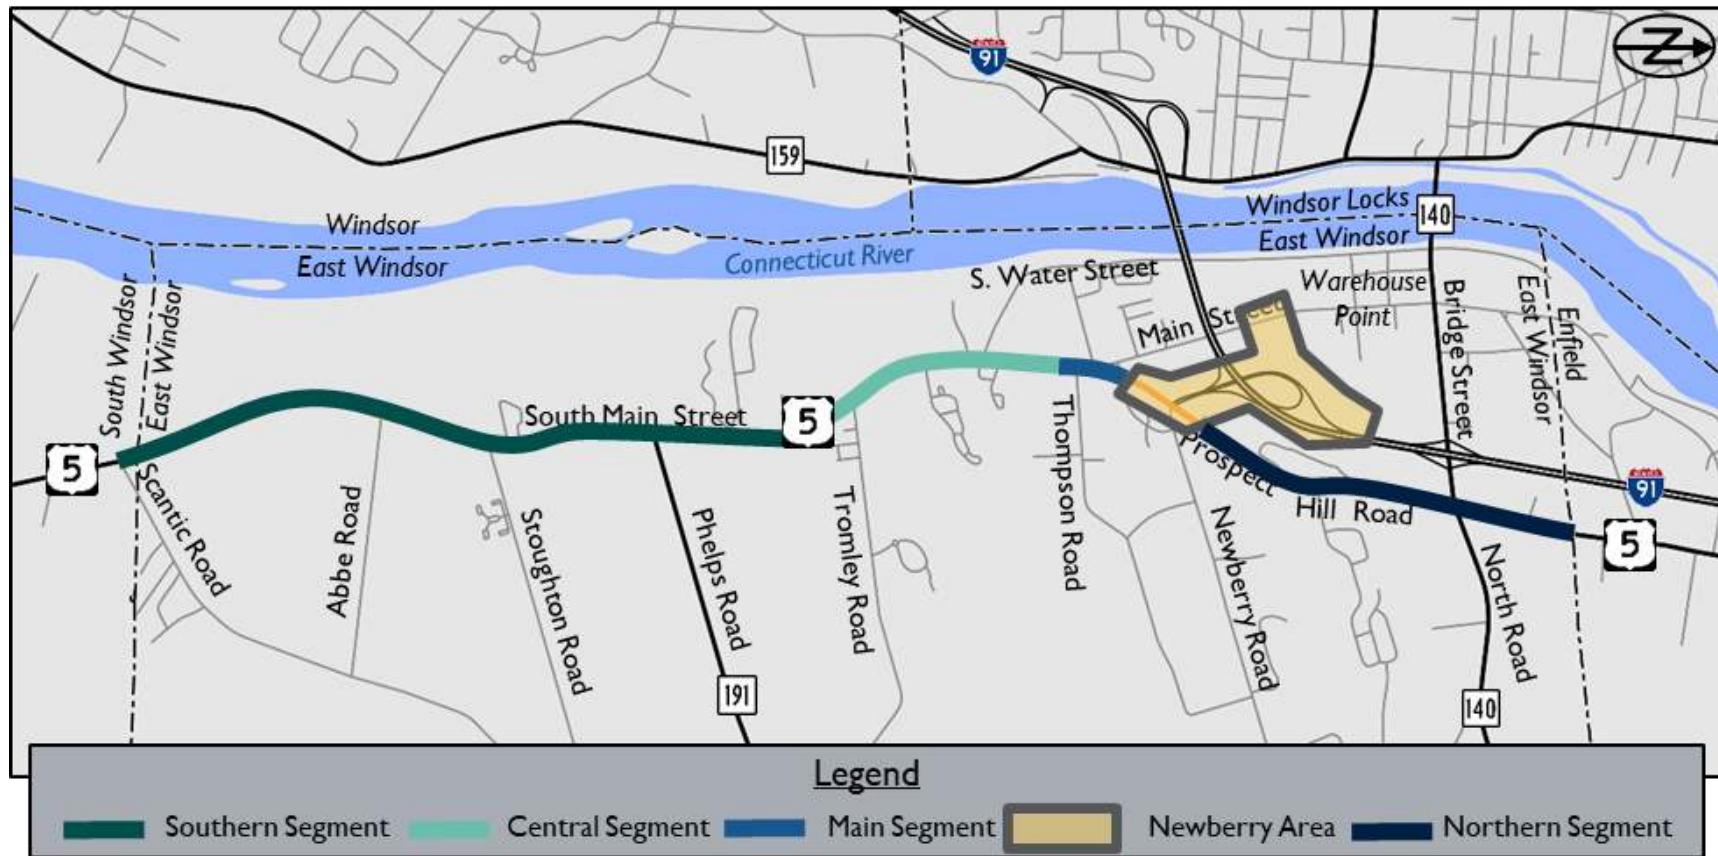 N
91
159
Windsor
East Windsor
Connecticut River
Windsor Locks
East Windsor
140
S. Water Street
Main Street
Warehouse
Point
Bridge Street
East Windsor
Enfield
South Windsor
East Windsor
5
South Main Street
5
Scantic Road
Abbe Road
Stoughton Road
Phelps Road
191
Tromley Road
Thompson Road
Newberry Road
Prospect Hill Road
91
5
North Road
140
Legend
Southern Segment
Central Segment
Main Segment
Newberry Area
Northern Segment